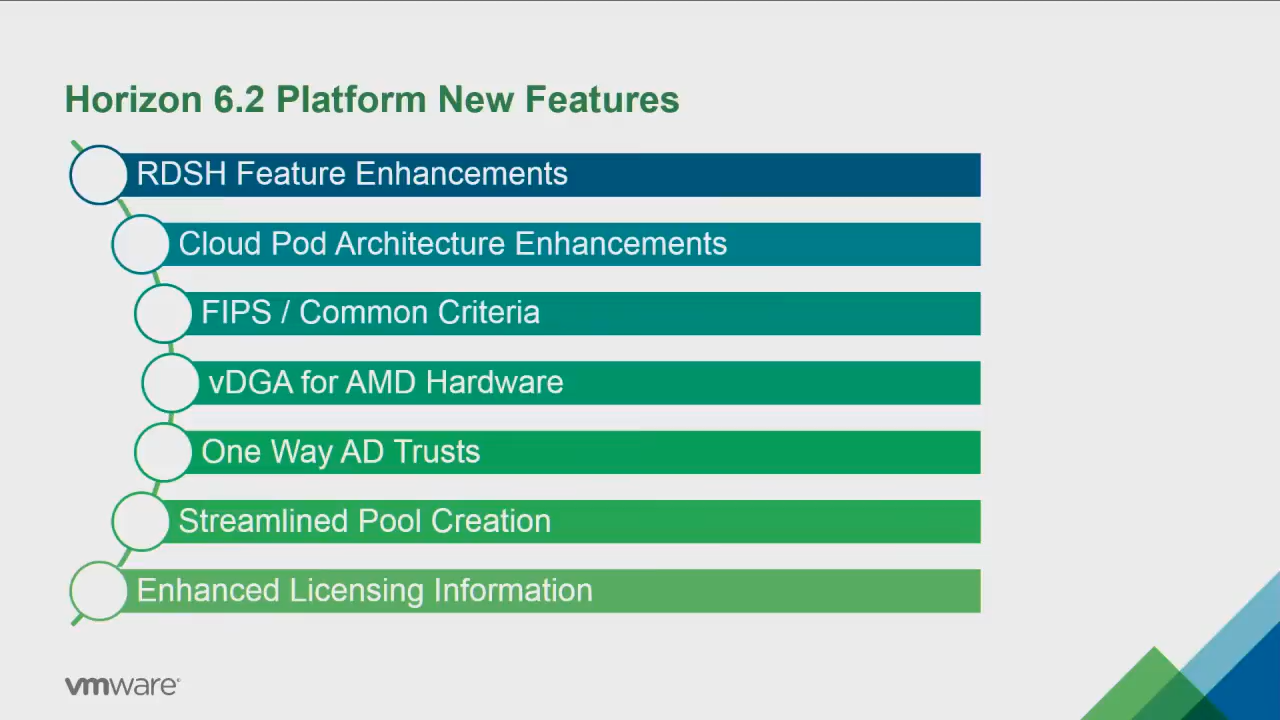 Horizon 6.2 Platform New Features
RDSH Feature Enhancements
Cloud Pod Architecture Enhancements
FIPS / Common Criteria
vDGA for AMD Hardware
One Way AD Trusts
Streamlined Pool Creation
Enhanced Licensing Information
vmware